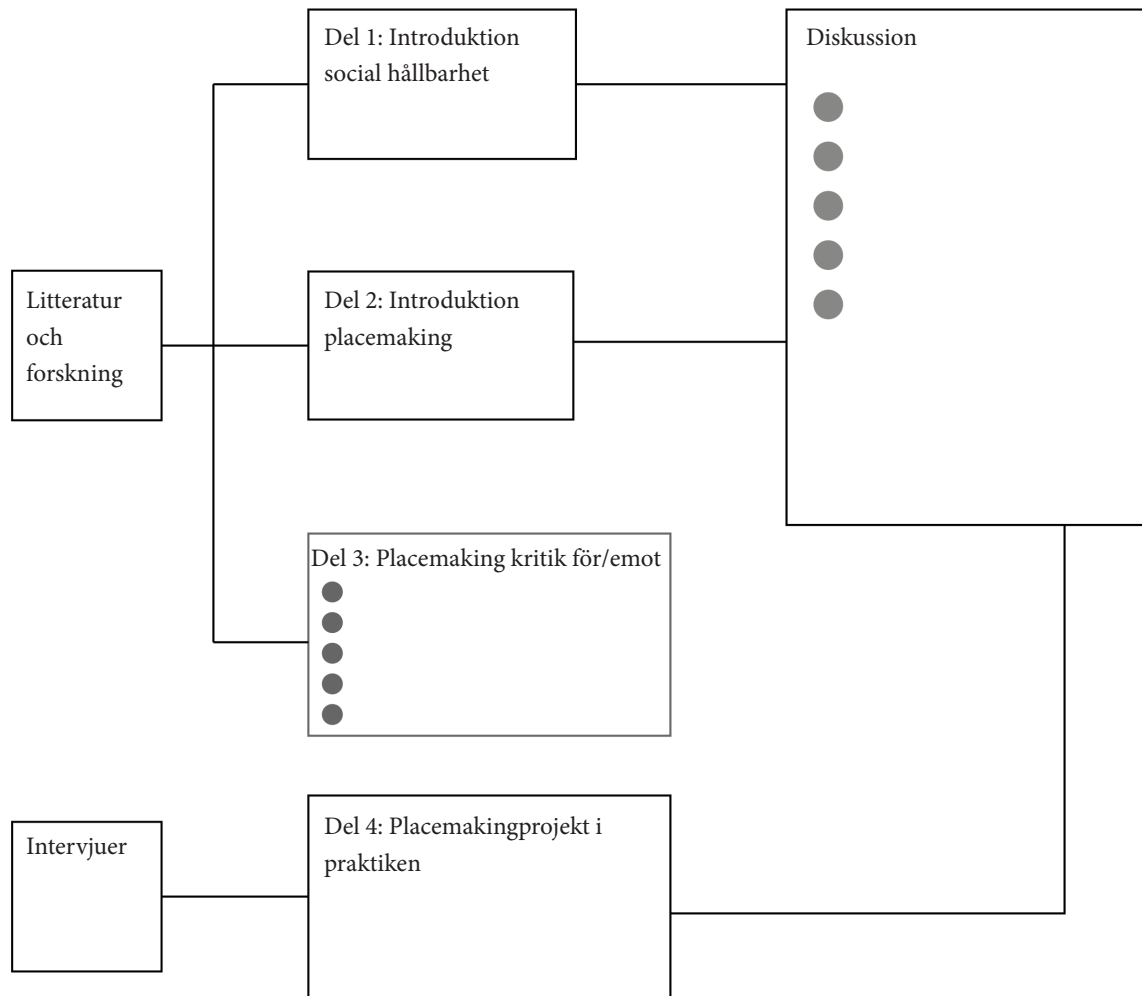 Del 1: Introduktion
social hållbarhet
Diskussion
Litteratur
och
forskning
Del 2: Introduktion
placemaking
Del 3: Placemaking kritik för/emot
Intervjuer
Del 4: Placemakingprojekt i
praktiken